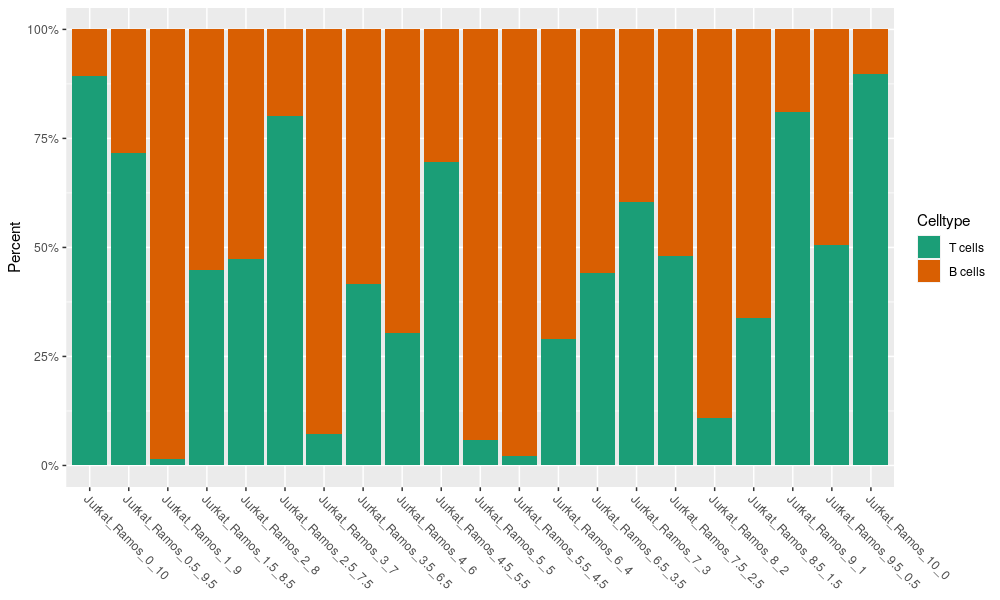 100%
75%
50%
25%
0%
Percent
Jurkat_Ramos_0_10
Jurkat_Ramos_0.5_9.5
Jurkat_Ramos_1_9
Jurkat_Ramos_1.5_8.5
Jurkat_Ramos_2_8
Jurkat_Ramos_2.5_7.5
Jurkat_Ramos_3_7
Jurkat_Ramos_3.5_6.5
Jurkat_Ramos_4_6
Jurkat_Ramos_4.5_5.5
Jurkat_Ramos_5_5
Jurkat_Ramos_5.5_4.5
Jurkat_Ramos_6_4
Jurkat_Ramos_6.5_3.5
Jurkat_Ramos_7_3
Jurkat_Ramos_7.5_2.5
Jurkat_Ramos_8_2
Jurkat_Ramos_8.5_1.5
Jurkat_Ramos_9_1
Jurkat_Ramos_9.5_0.5
Jurkat_Ramos_10_0
Celltype
T cells
B cells